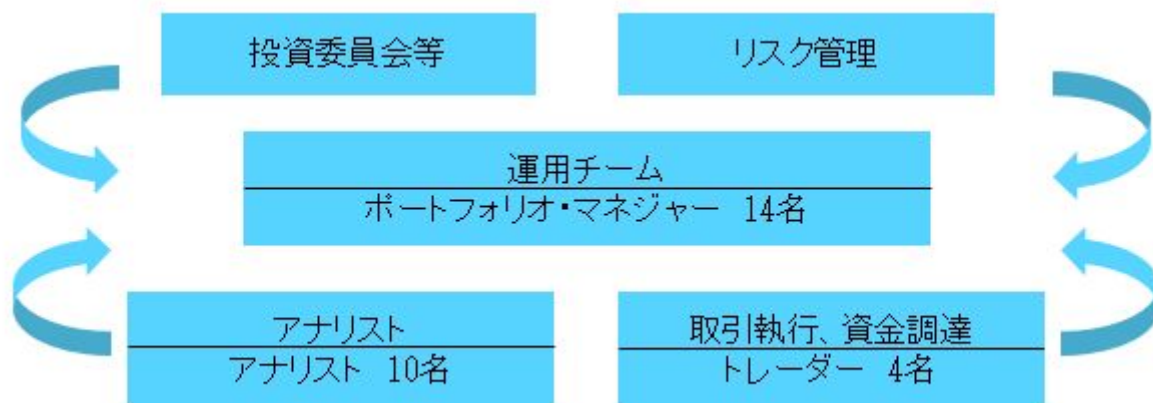 投資委員会等
リスク管理
運用チーム
ポートフォリオ・マネジャー 14名
アナリスト
アナリスト 10名
取引執行、資金調達
トレーダー 4名